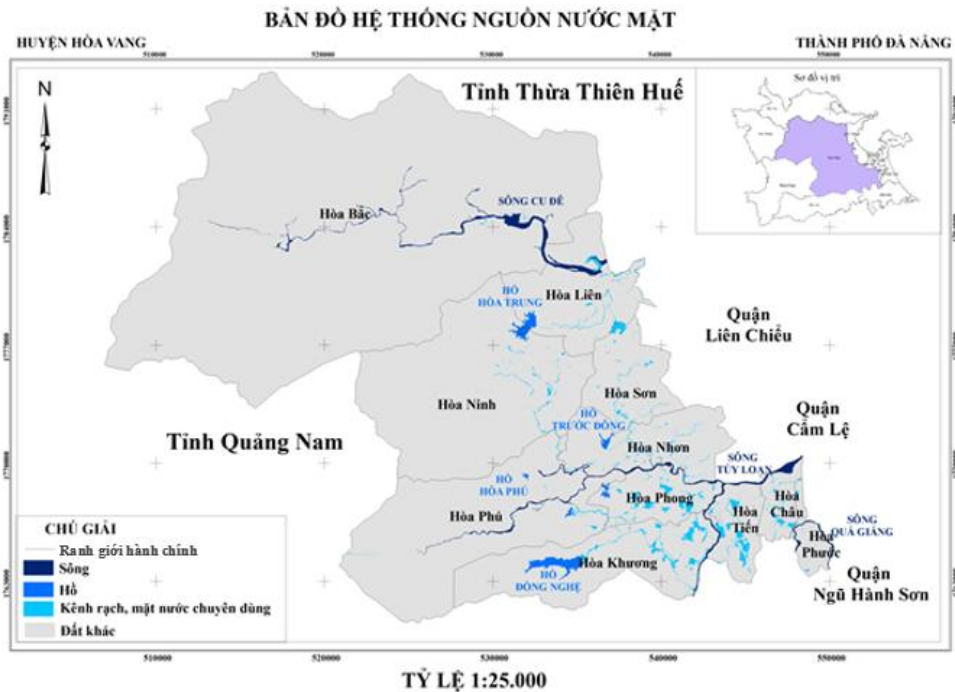 BẢN ĐỒ HỆ THỐNG NGUỒN NƯỚC MẶT
HUYỆN HÒA VANG
THÀNH PHỐ ĐÀ NẴNG
510000 520000 530000 540000 550000
N
Tỉnh Thừa Thiên Huế
Sơ đồ vị trí
1791000
1784000
1777000
1770000
1763000
Hòa Bắc
SÔNG CU ĐÊ
HỒ
HÒA TRUNG
Hòa Liên
Quận
Liên Chiểu
Hòa Ninh
Hòa Sơn
HỒ
TRƯỚC ĐÔNG
Quận
Cẩm Lệ
Tỉnh Quảng Nam
Hòa Nhơn
SÔNG
TÚY LOAN
HỒ
HÒA PHÚ
Hòa Phú
Hòa Phong
Hòa
Tiến
Hòa
Châu
SÔNG
QUÁ GIÁNG
Hòa
Phước
Hòa Khương
HỒ
ĐỒNG NGHỆ
Quận
Ngũ Hành Sơn
CHÚ GIẢI
Ranh giới hành chính
Sông
Hồ
Kênh rạch, mặt nước chuyên dùng
Đất khác
510000 520000 530000 540000 550000
TỶ LỆ 1:25.000